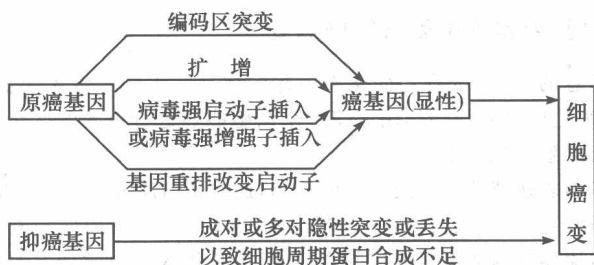 编码区突变
扩 增
原癌基因
病毒强启动子插入
或病毒强增强子插入
癌基因(显性)
基因重排改变启动子
细胞癌变
抑癌基因
成对或多对隐性突变或丢失
以致细胞周期蛋白合成不足